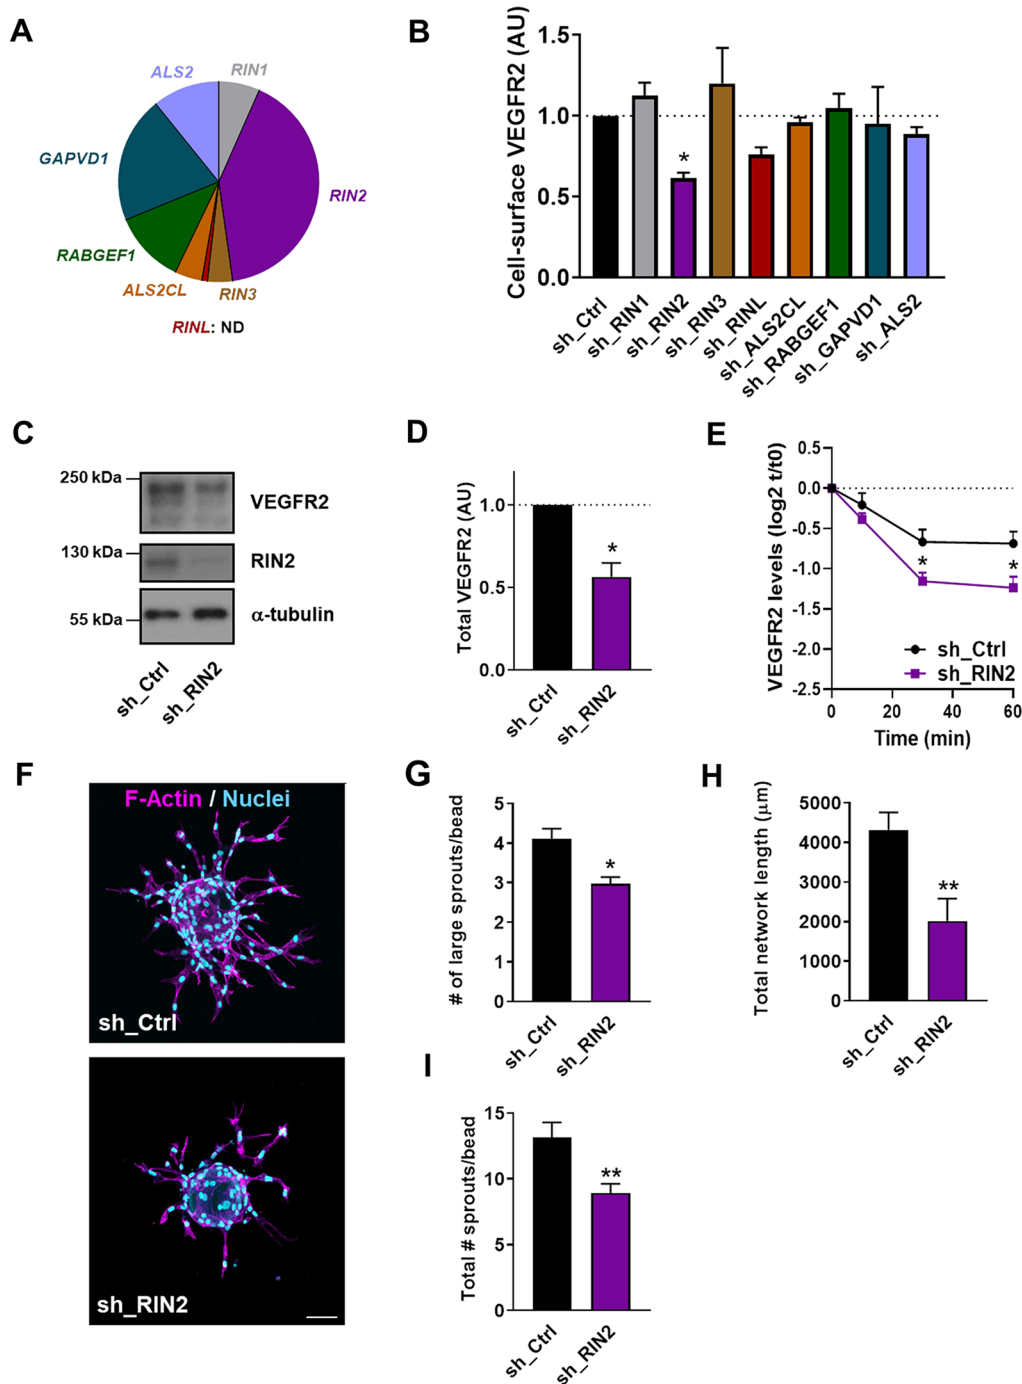 A
ALS2
RIN1
GAPVD1
RIN2
RABGEF1
ALS2CL
RIN3
RINL: ND
B
Cell-surface VEGFR2 (AU)
1.5
1.0
0.5
0.0
*
sh_Ctrl
sh_RIN1
sh_RIN2
sh_RIN3
sh_RINL
sh_ALS2CL
sh_RABGEF1
sh_GAPVD1
sh_ALS2
C
250 kDa
VEGFR2
130 kDa
RIN2
55 kDa
α-tubulin
sh_Ctrl
sh_RIN2
D
Total VEGFR2 (AU)
1.0
0.5
0.0
*
sh_Ctrl
sh_RIN2
E
VEGFR2 levels (log2 t/t0)
0.5
0.0
-0.5
-1.0
-1.5
-2.0
-2.5
*
*
sh_Ctrl
sh_RIN2
0 20 40 60
Time (min)
F
F-Actin / Nuclei
sh_Ctrl
sh_RIN2
G
# of large sprouts/bead
5
4
3
2
1
0
*
sh_Ctrl
sh_RIN2
H
Total network length (μm)
5000
4000
3000
2000
1000
0
**
sh_Ctrl
sh_RIN2
I
Total # sprouts/bead
15
10
5
0
**
sh_Ctrl
sh_RIN2